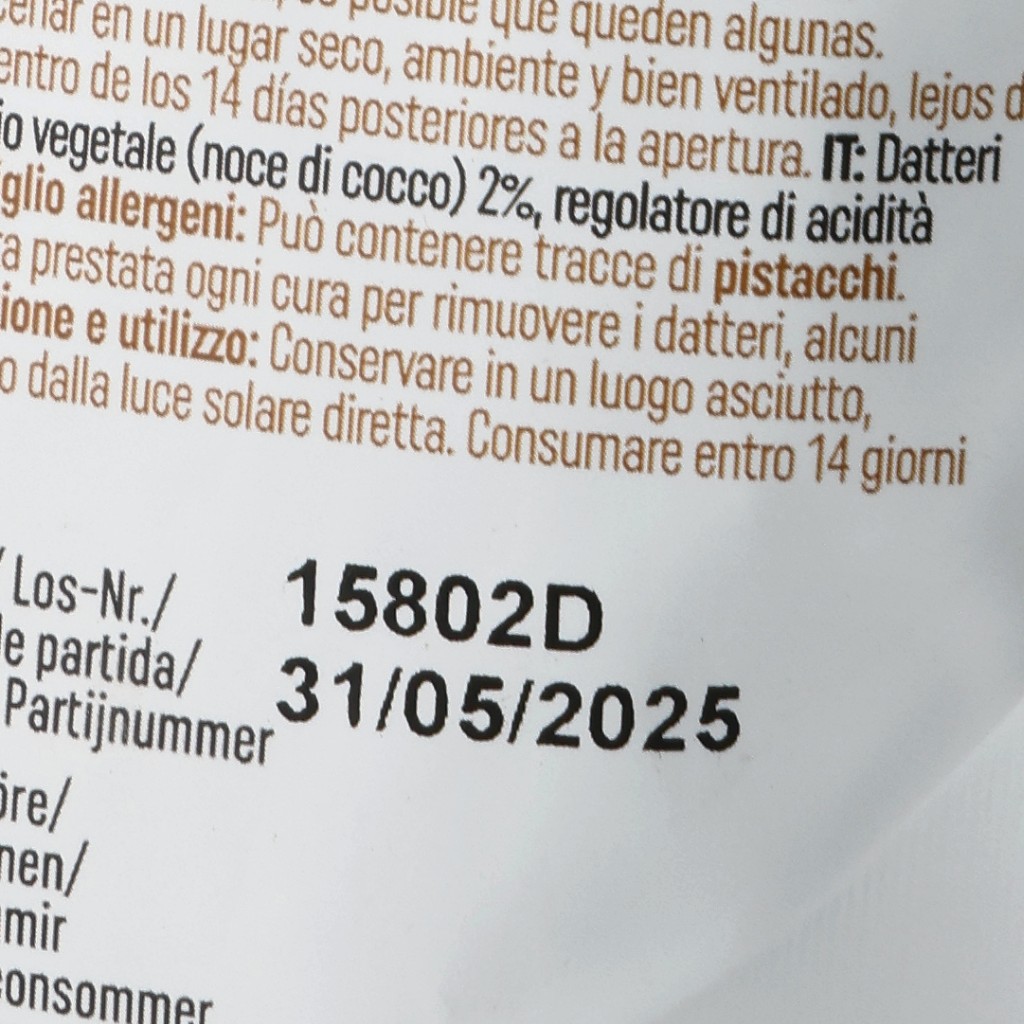 posible que queden algunas.
en un lugar seco, ambiente y bien ventilado, lejos
entro de los 14 días posteriores a la apertura. IT: Datteri
io vegetale (noce di cocco) 2%, regolatore di acidità
glio allergeni: Può contenere tracce di pistacchi.
ta prestata ogni cura per rimuovere i datteri, alcuni
ione e utilizzo: Conservare in un luogo asciutto,
o dalla luce solare diretta. Consumare entro 14 giorni
/ Los-Nr./ 15802D
le partida/ 31/05/2025
Partijnummer
öre/
nen/
mir
consommer